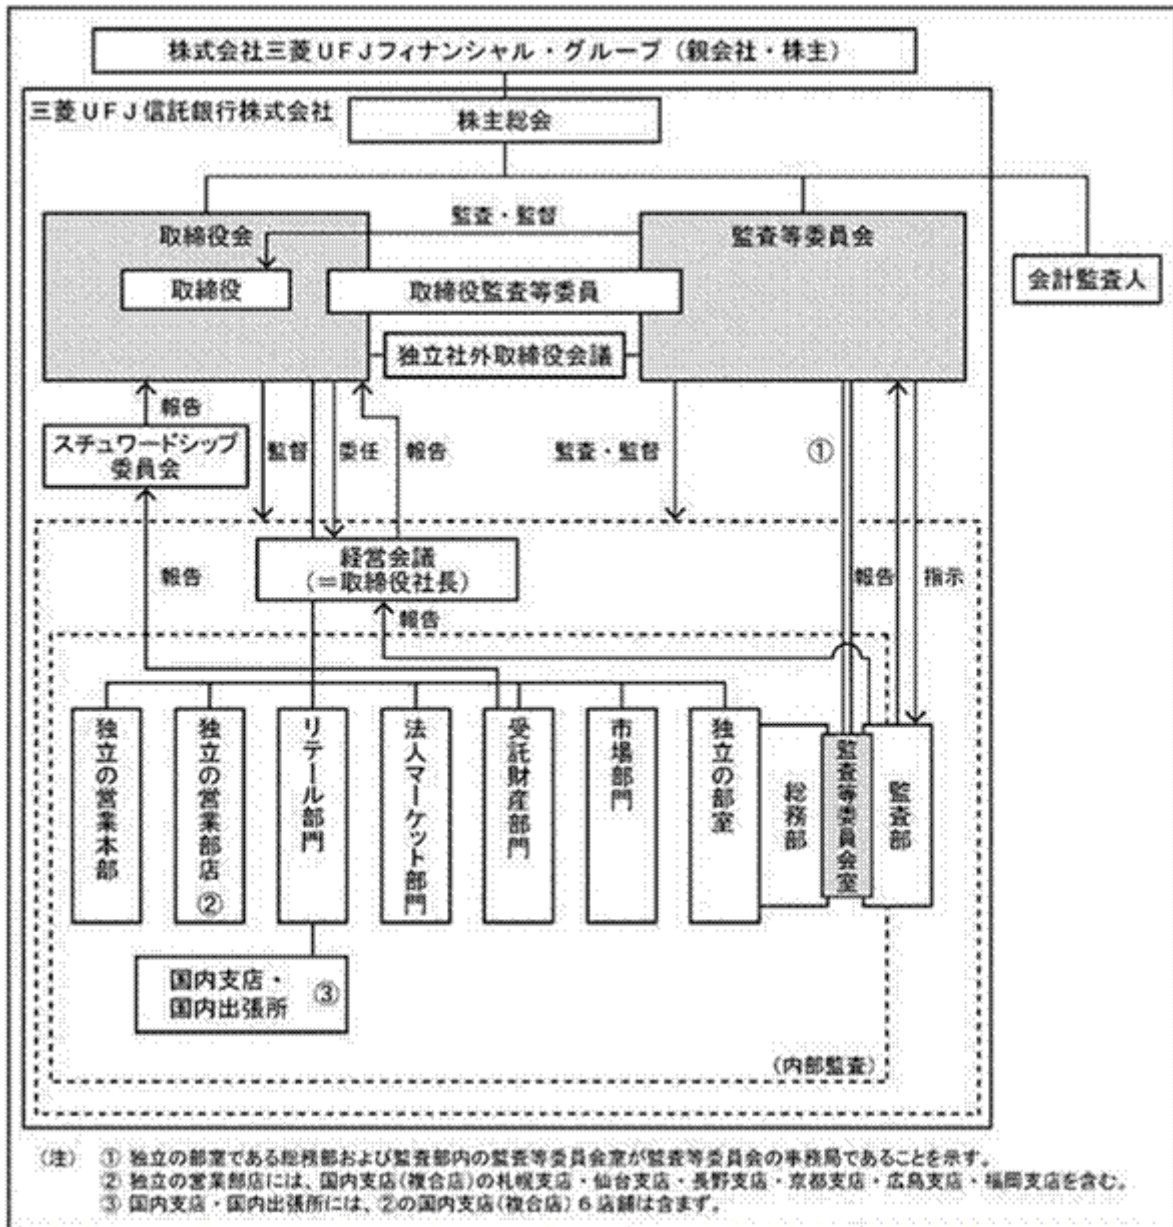 株式会社三菱UFJフィナンシャル・グループ（親会社・株主）
三菱UFJ信託銀行株式会社
株主総会
取締役会
監査・監督
監査等委員会
取締役
取締役監査等委員
会計監査人
独立社外取締役会議
報告
スチュワードシップ
委員会
監督
委任
報告
監査・監督
①
経営会議
（＝取締役社長）
報告
報告
指示
報告
独立の営業本部
独立の営業部店②
リテール部門
法人マーケット部門
受託財産部門
市場部門
独立の部室
総務部
監査等委員会室
監査部
国内支店・
国内出張所
③
（内部監査）
（注）　① 独立の部室である総務部および監査部内の監査等委員会室が監査等委員会の事務局であることを示す。
② 独立の営業部店には、国内支店（複合店）の札幌支店・仙台支店・長野支店・京都支店・広島支店・福岡支店を含む。
③ 国内支店・国内出張所には、②の国内支店（複合店）６店舗は含まず。